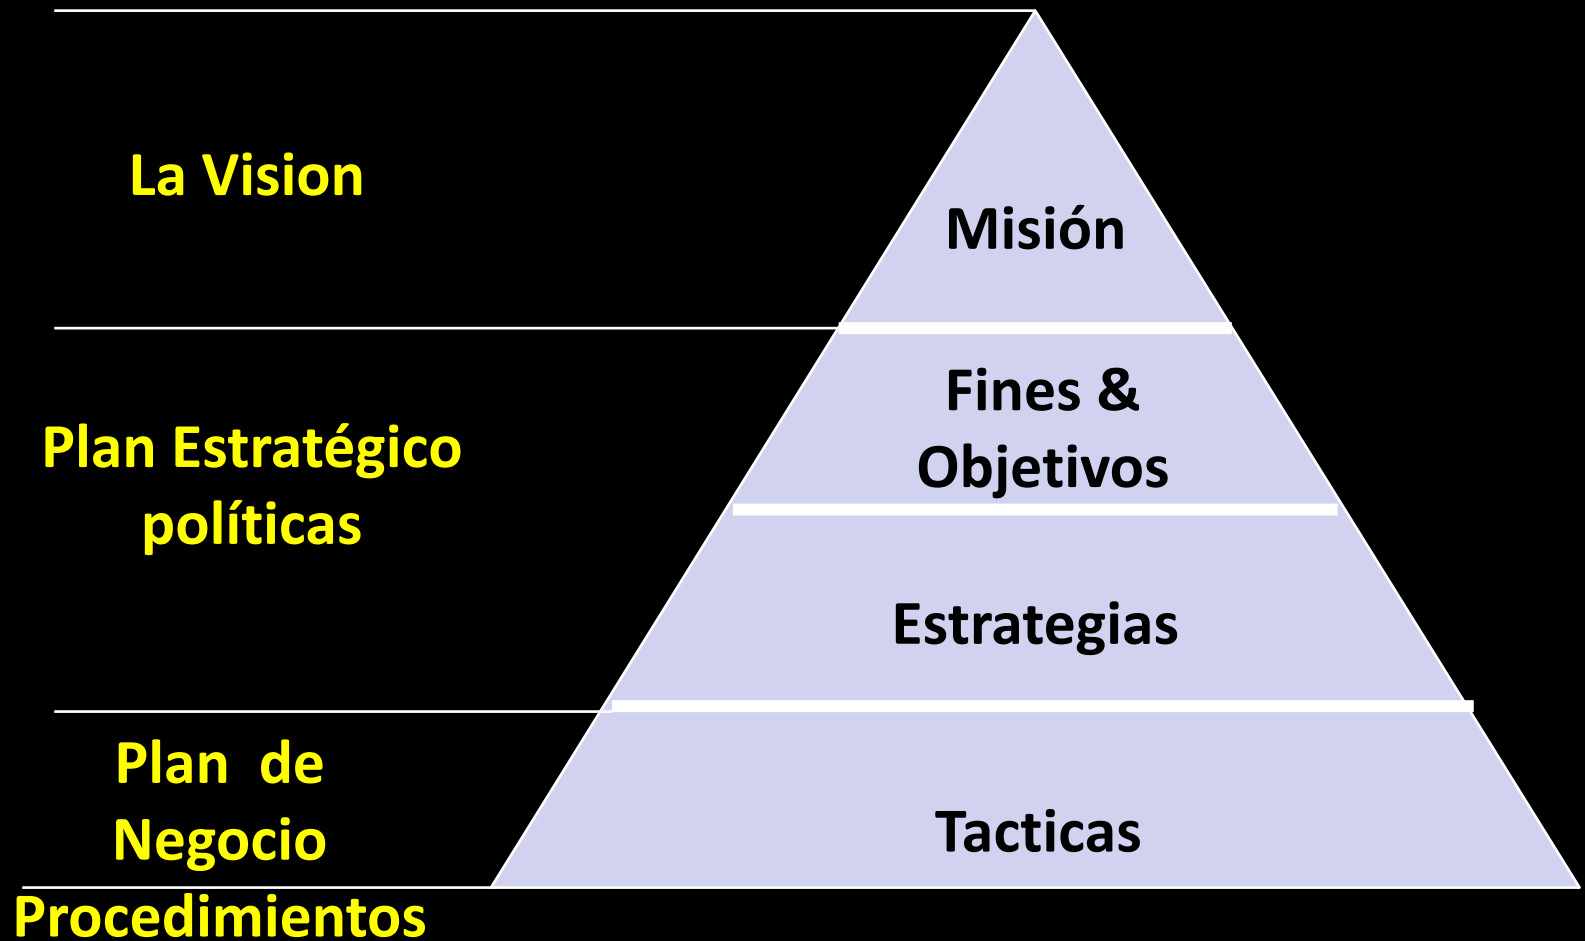 La Vision
Misión
Fines &
Objetivos
Plan Estratégico
políticas
Estrategias
Plan de
Negocio
Procedimientos
Tacticas